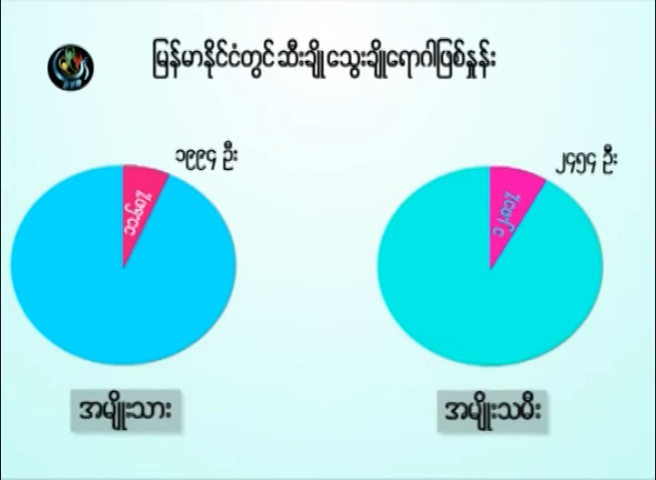 မြန်မာနိုင်ငံတွင် ဆီးချို သွေးချိုရောဂါဖြစ်နှုန်း
၁၉၉၄ ဦး
၂၄၅၄ ဦး
အမျိုးသား
အမျိုးသမီး